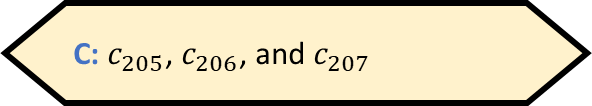 C: c₂₀₅, c₂₀₆, and c₂₀₇